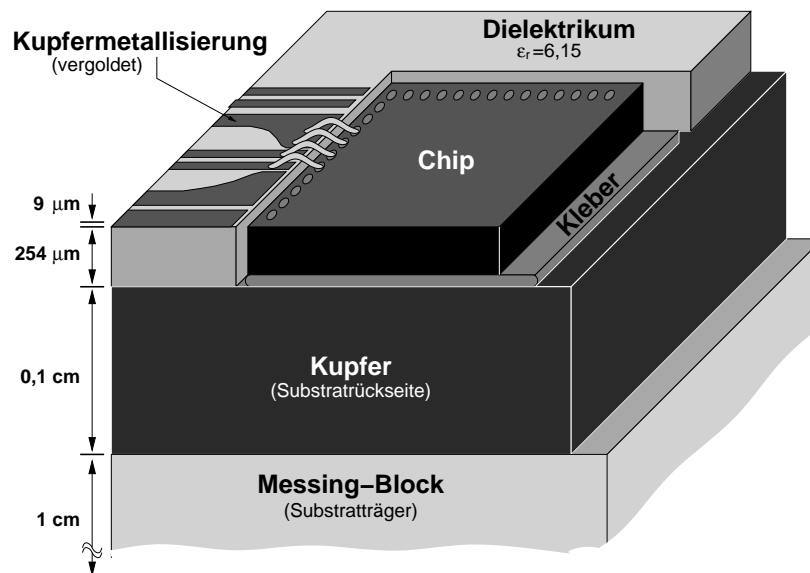 Kupfermetallisierung
(vergoldet)
Dielektrikum
εr=6,15
Chip
Kleber
9 µm
254 µm
0,1 cm
Kupfer
(Substratrückseite)
Messing–Block
(Substratträger)
1 cm